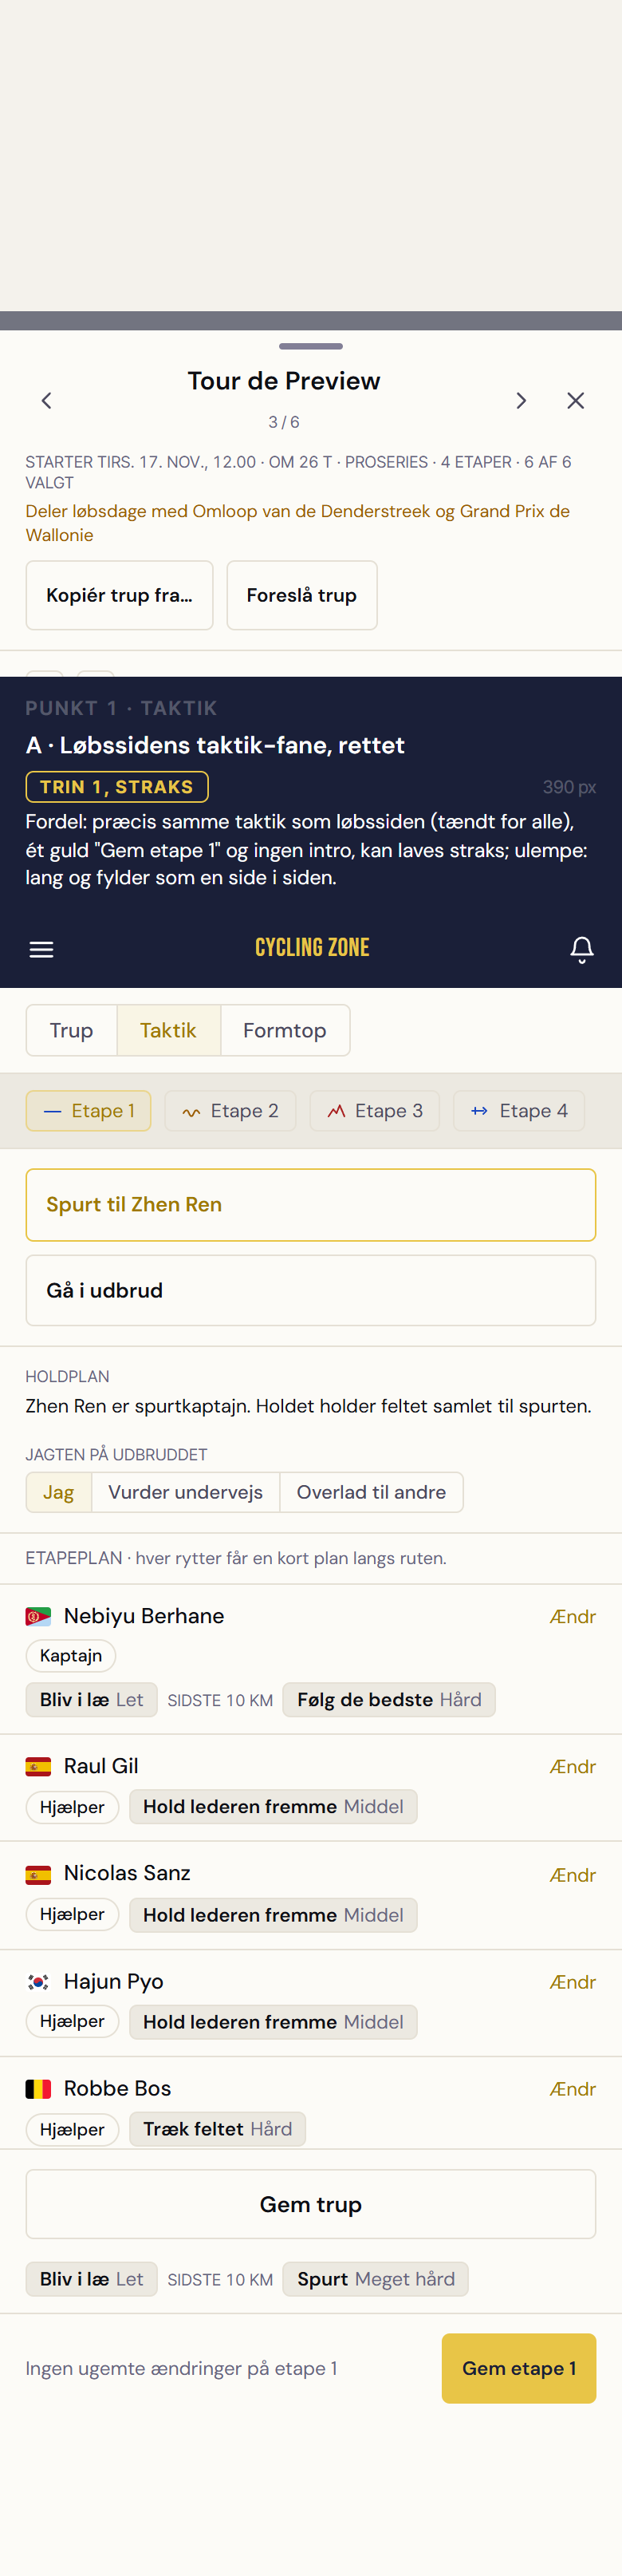 Tour de Preview
3 / 6
STARTER TIRS. 17. NOV., 12.00 · OM 26 T · PROSERIES · 4 ETAPER · 6 AF 6
VALGT
Deler løbsdage med Omloop van de Denderstreek og Grand Prix de
Wallonie
Kopiér trup fra...
Foreslå trup
PUNKT 1 · TAKTIK
A · Løbssidens taktik-fane, rettet
TRIN 1, STRAKS
390 px
Fordel: præcis samme taktik som løbssiden (tændt for alle),
ét guld "Gem etape 1" og ingen intro, kan laves straks; ulempe:
lang og fylder som en side i siden.
CYCLING ZONE
Trup
Taktik
Formtop
Etape 1
Etape 2
Etape 3
Etape 4
Spurt til Zhen Ren
Gå i udbrud
HOLDPLAN
Zhen Ren er spurtkaptajn. Holdet holder feltet samlet til spurten.
JAGTEN PÅ UDBRUDDET
Jag
Vurder undervejs
Overlad til andre
ETAPEPLAN · hver rytter får en kort plan langs ruten.
Nebiyu Berhane
Ændr
Kaptajn
Bliv i læ Let SIDSTE 10 KM Følg de bedste Hård
Raul Gil
Ændr
Hjælper Hold lederen fremme Middel
Nicolas Sanz
Ændr
Hjælper Hold lederen fremme Middel
Hajun Pyo
Ændr
Hjælper Hold lederen fremme Middel
Robbe Bos
Ændr
Hjælper Træk feltet Hård
Gem trup
Bliv i læ Let SIDSTE 10 KM Spurt Meget hård
Ingen ugemte ændringer på etape 1
Gem etape 1